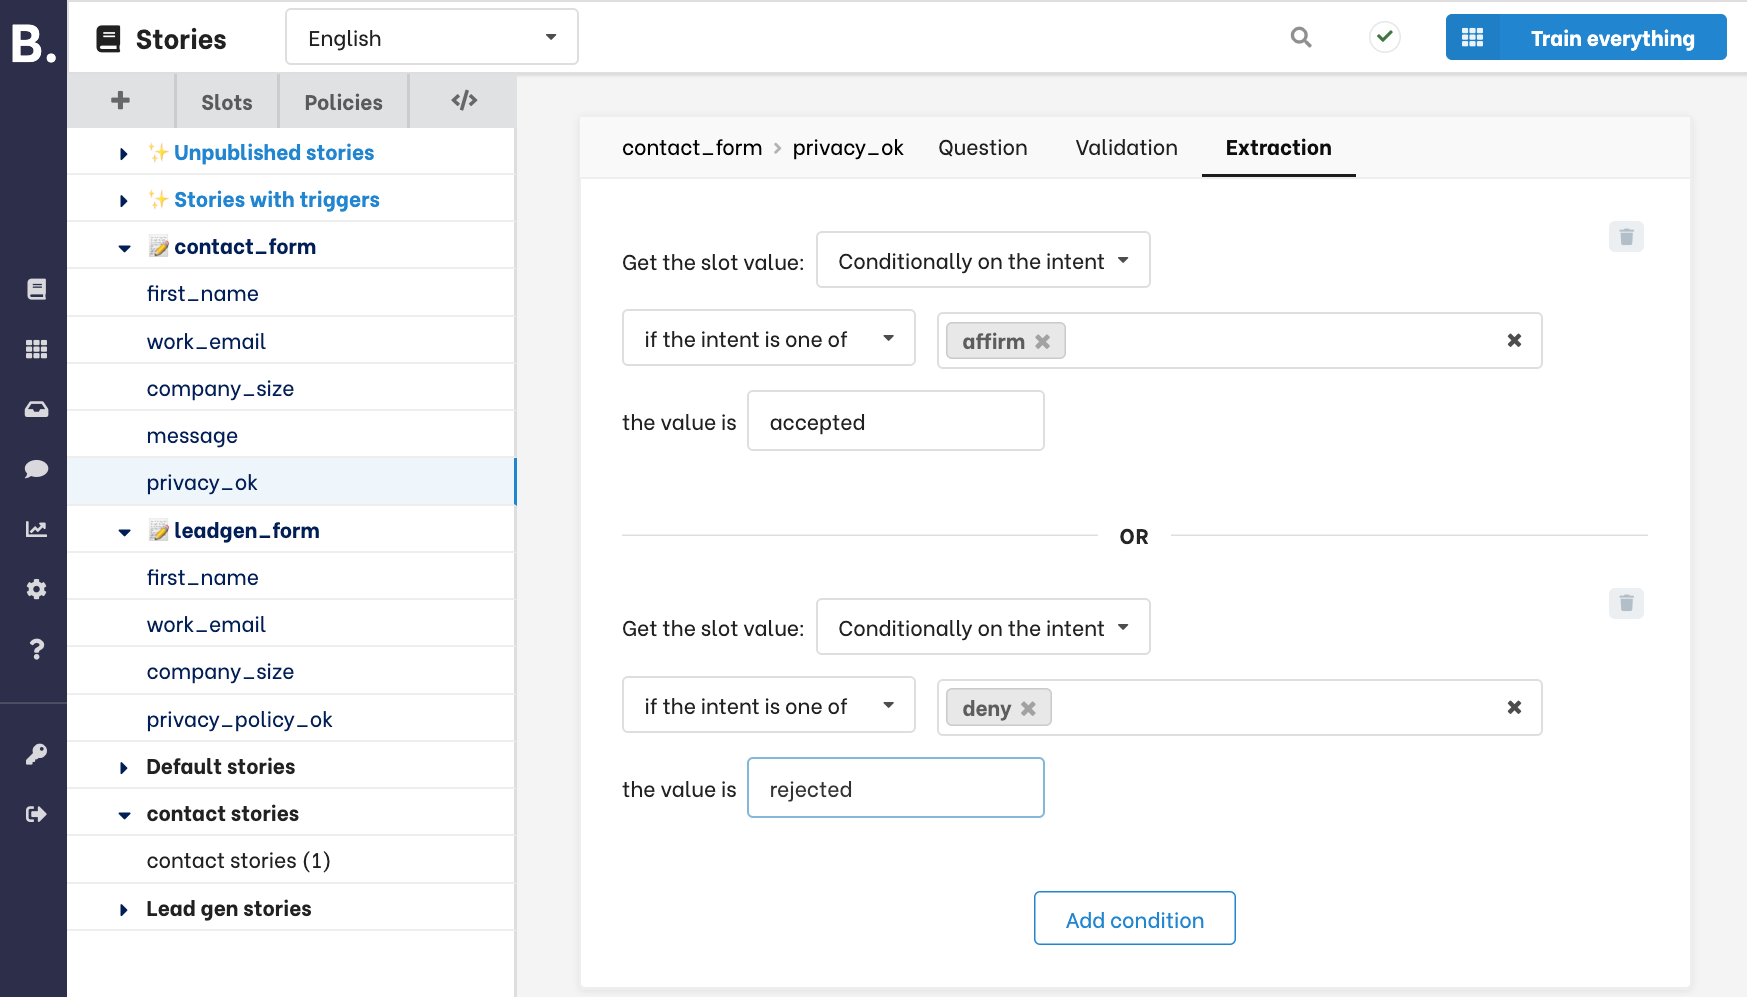 B.
Stories
English
Train everything
+ Slots Policies </>
Unpublished stories
Stories with triggers
contact_form
first_name
work_email
company_size
message
privacy_ok
leadgen_form
first_name
work_email
company_size
privacy_policy_ok
Default stories
contact stories
contact stories (1)
Lead gen stories
contact_form > privacy_ok Question Validation Extraction
Get the slot value: Conditionally on the intent
if the intent is one of affirm
the value is accepted
OR
Get the slot value: Conditionally on the intent
if the intent is one of deny
the value is rejected
Add condition